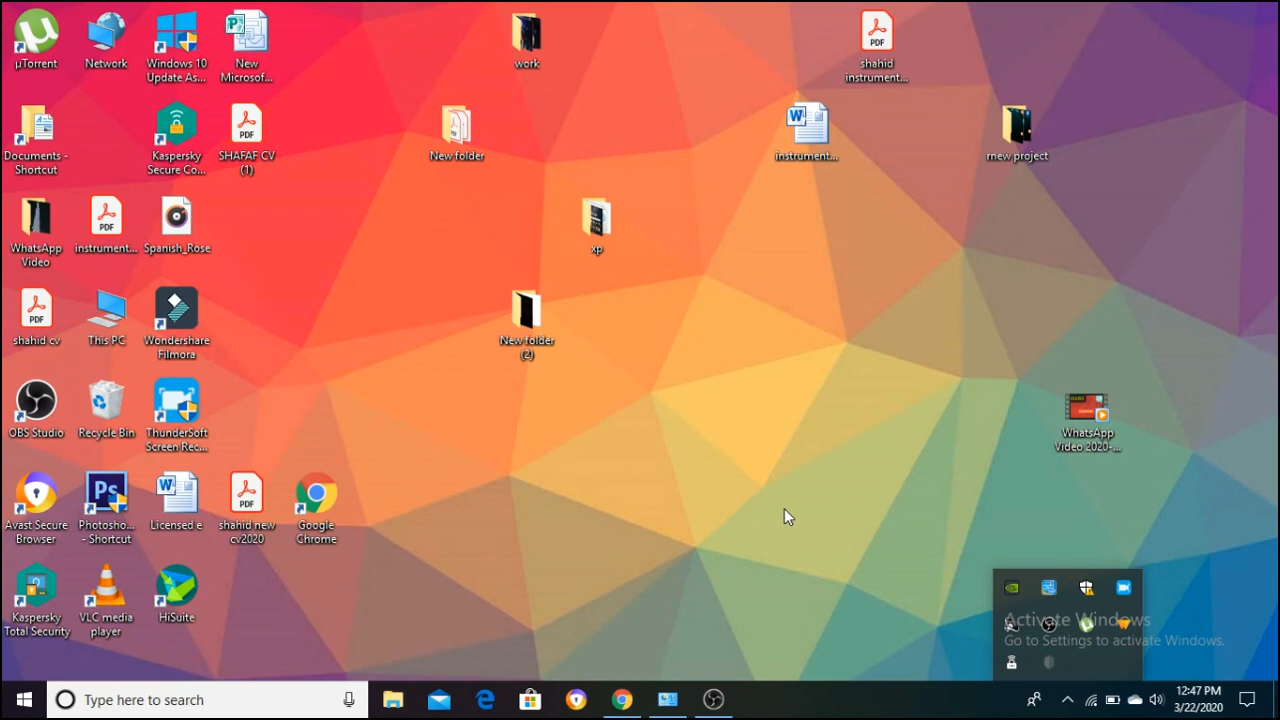 µTorrent
Network
Windows 10
Update As...
New
Microsof...
work
shahid
instrument...
Documents -
Shortcut
Kaspersky
Secure Co...
SHAFAF CV
(1)
New folder
instrument...
rnew project
WhatsApp
Video
instrument...
Spanish_Rose
xp
shahid cv
This PC
Wondershare
Filmora
New folder
(2)
OBS Studio
Recycle Bin
ThunderSoft
Screen Rec...
WhatsApp
Video 2020-...
Avast Secure
Browser
Photosho...
- Shortcut
Licensed e
shahid new
cv2020
Google
Chrome
Kaspersky
Total Security
VLC media
player
HiSuite
Activate Windows
Go to Settings to activate Windows.
Type here to search
12:47 PM
3/22/2020
PDF
PDF
PDF
PDF
PDF
Ps